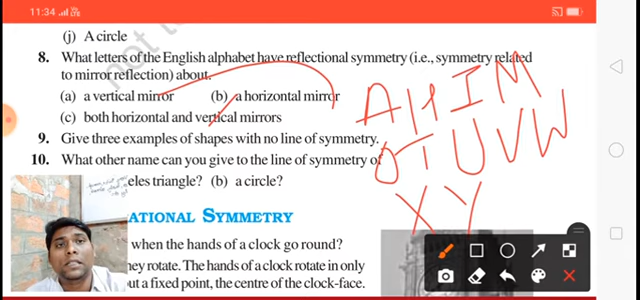 11:34
(j) A circle
8. What letters of the English alphabet have reflectional symmetry (i.e., symmetry related
to mirror reflection) about.
(a) a vertical mirror (b) a horizontal mirror
(c) both horizontal and vertical mirrors
A H I M
9. Give three examples of shapes with no line of symmetry.
O T U V W
10. What other name can you give to the line of symmetry of
eles triangle? (b) a circle?
X Y
ATIONAL SYMMETRY
when the hands of a clock go round?
hey rotate. The hands of a clock rotate in only
ut a fixed point, the centre of the clock-face.